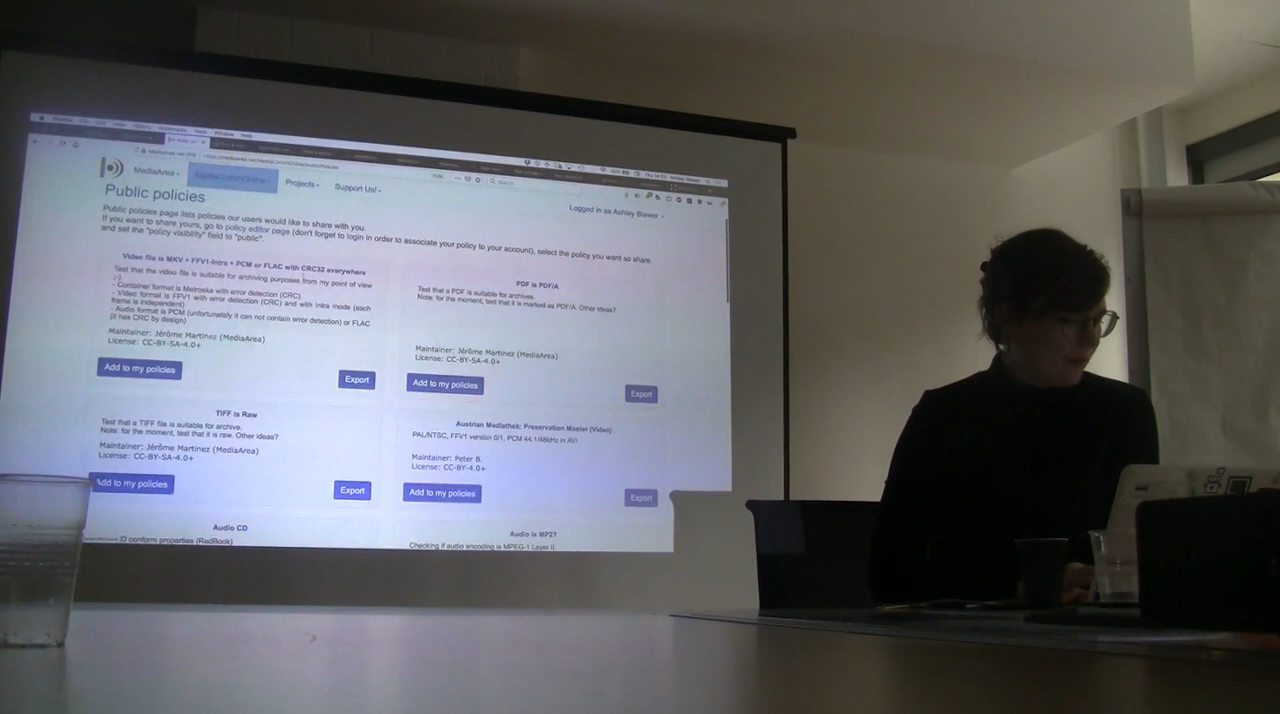 MediaArea
MediaConchOnline
Projects
Support Us!
Search
Logged in as Ashley Blewer
Public policies
Public policies page lists policies our users would like to share with you.
If you want to share yours, go to policy editor page (don't forget to login in order to associate your policy to your account), select the policy you want so share
and set the "policy visibility" field to "public".
Video file is MKV + FFV1-Intra + PCM or FLAC with CRC32 everywhere
Test that the video file is suitable for archiving purposes from my point of view
;-).
- Container format is Matroska with error detection (CRC)
- Video format is FFV1 with error detection (CRC) and with Intra mode (each
frame is independent)
- Audio format is PCM (unfortunately it can not contain error detection) or FLAC
(it has CRC by design)
Maintainer: Jérôme Martinez (MediaArea)
License: CC-BY-SA-4.0+
Add to my policies
Export
PDF is PDF/A
Test that a PDF is suitable for archives.
Note: for the moment, test that it is marked as PDF/A. Other ideas?
Maintainer: Jérôme Martinez (MediaArea)
License: CC-BY-SA-4.0+
Add to my policies
Export
TIFF is Raw
Test that a TIFF file is suitable for archive.
Note: for the moment, test that it is raw. Other ideas?
Maintainer: Jérôme Martinez (MediaArea)
License: CC-BY-SA-4.0+
Add to my policies
Export
Austrian Mediathek: Preservation Master (Video)
PAL/NTSC, FFV1 version 0/1, PCM 44.1/48kHz in AVI
Maintainer: Peter B.
License: CC-BY-4.0+
Add to my policies
Export
Audio CD
conform properties (RedBook)
Audio is MP2?
Checking if audio encoding is MPEG-1 Layer II.